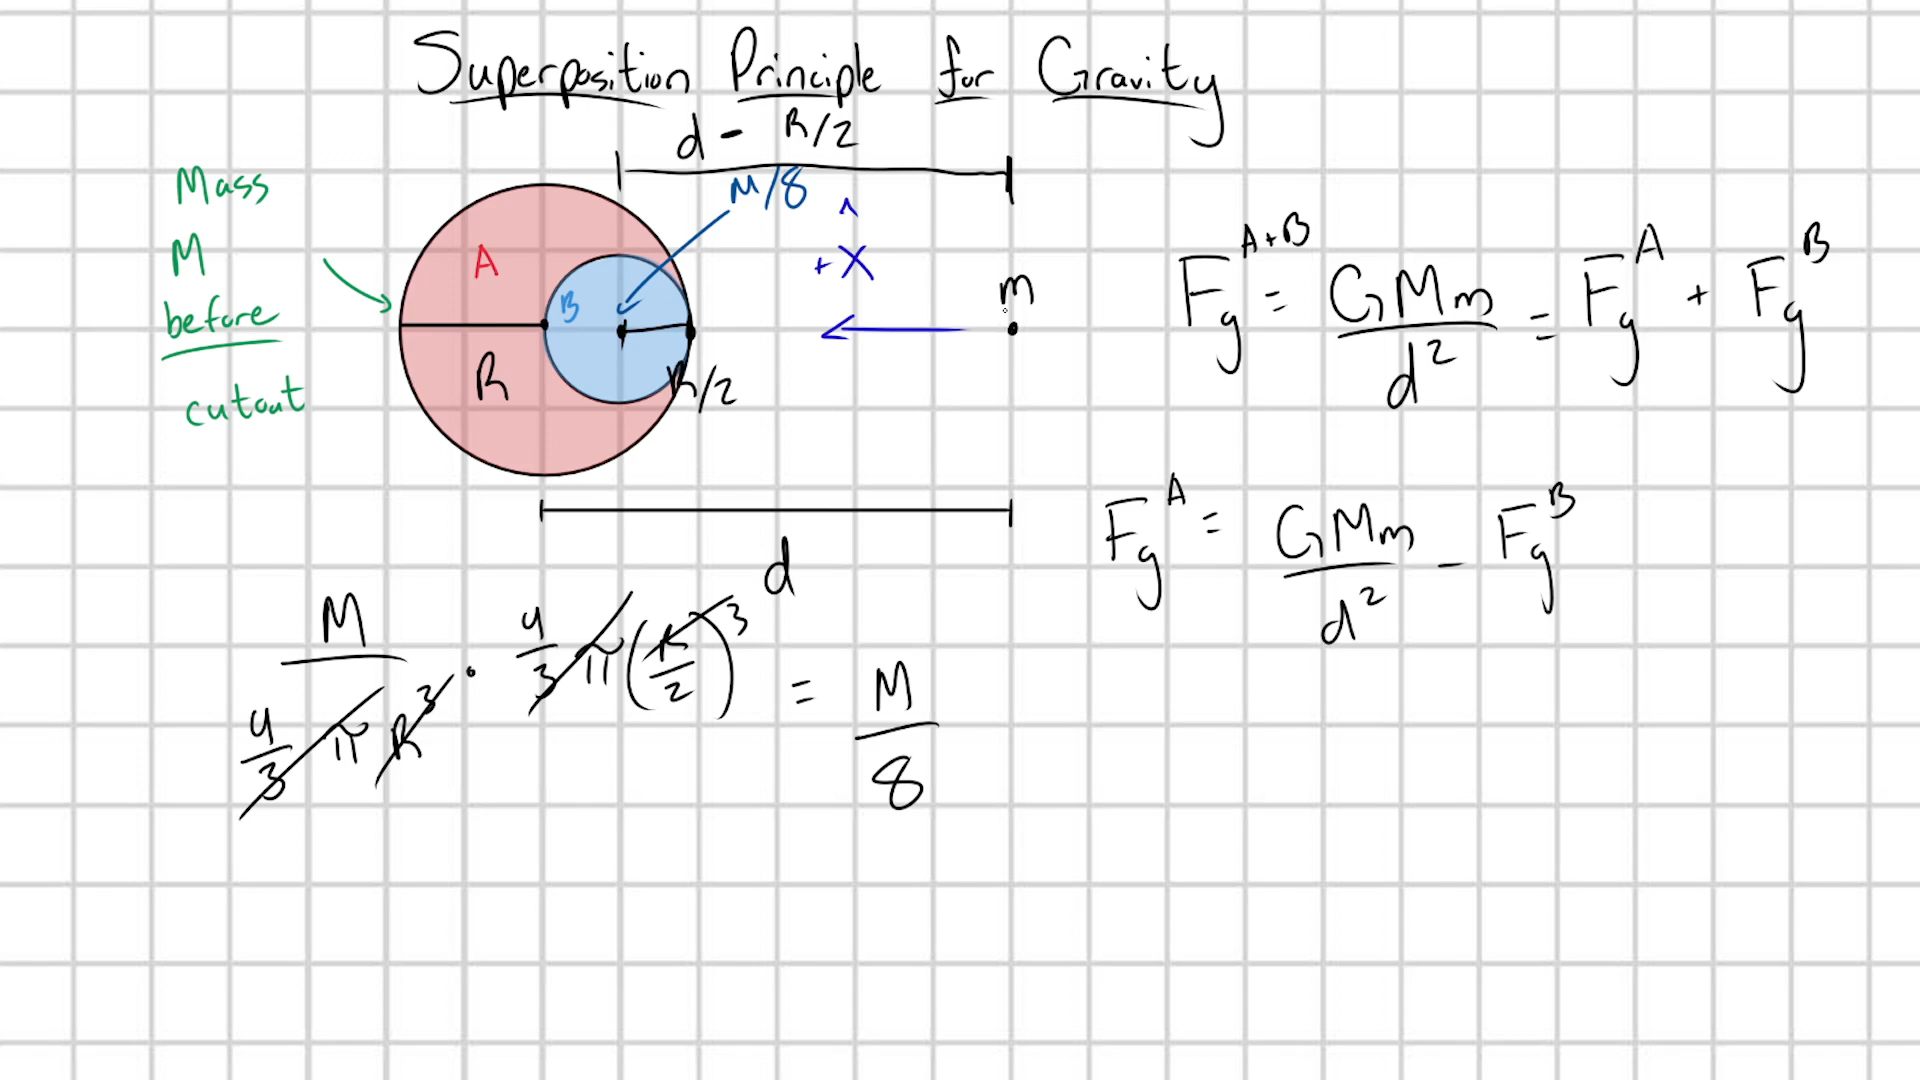 Superposition Principle for Gravity
d - R/2
Mass
M
before
cutout
M/8
A
B
R
R/2
^
+X
m
d
F_g^{A+B} = GMm/d^2 = F_g^A + F_g^B
F_g^A = GMm/d^2 - F_g^B
M/(4/3 π R^3) · 4/3 π (R/2)^3 = M/8